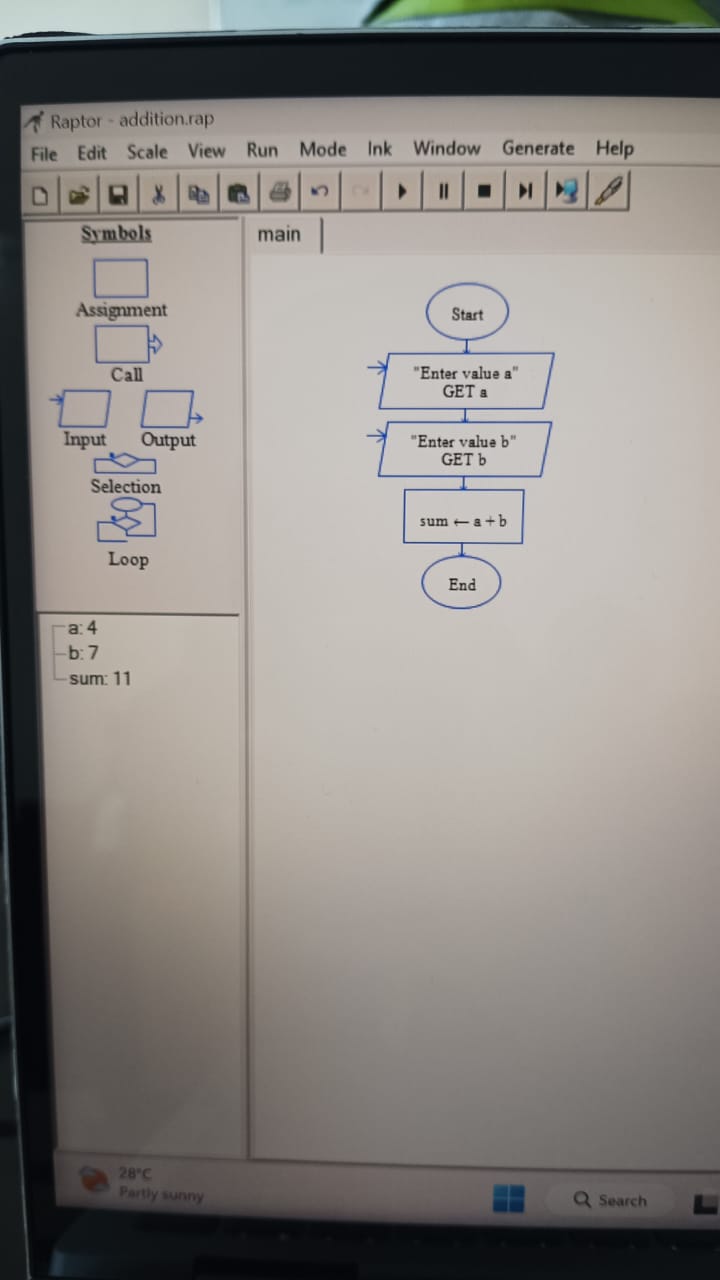 Raptor - addition.rap
File Edit Scale View Run Mode Ink Window Generate Help
Symbols
Assignment
Call
Input Output
Selection
Loop
a: 4
b: 7
sum: 11
main
Start
"Enter value a"
GET a
"Enter value b"
GET b
sum ← a + b
End
28°C
Partly sunny
Search